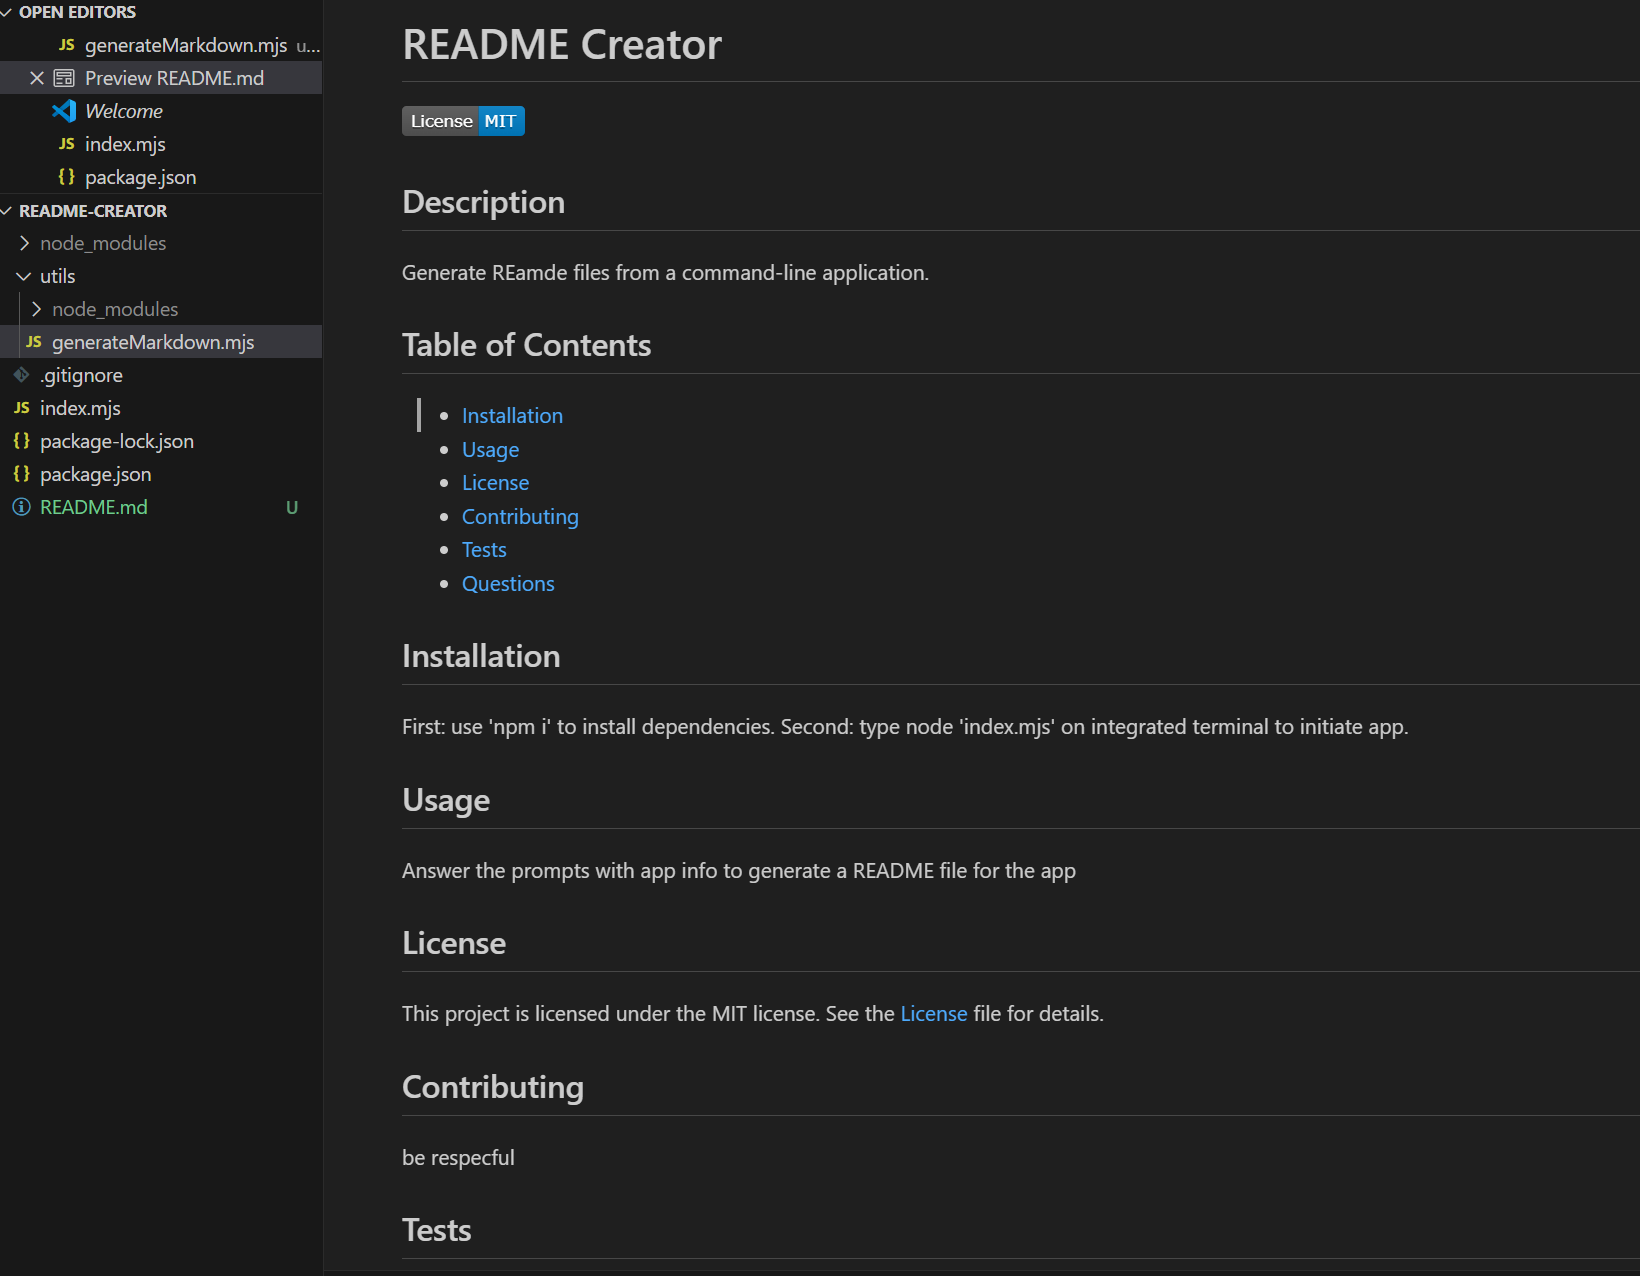 OPEN EDITORS
JS generateMarkdown.mjs u...
Preview README.md
Welcome
JS index.mjs
{} package.json
README-CREATOR
node_modules
utils
node_modules
JS generateMarkdown.mjs
.gitignore
JS index.mjs
{} package-lock.json
{} package.json
README.md U
README Creator
License MIT
Description
Generate REamde files from a command-line application.
Table of Contents
• Installation
• Usage
• License
• Contributing
• Tests
• Questions
Installation
First: use 'npm i' to install dependencies. Second: type node 'index.mjs' on integrated terminal to initiate app.
Usage
Answer the prompts with app info to generate a README file for the app
License
This project is licensed under the MIT license. See the License file for details.
Contributing
be respecful
Tests